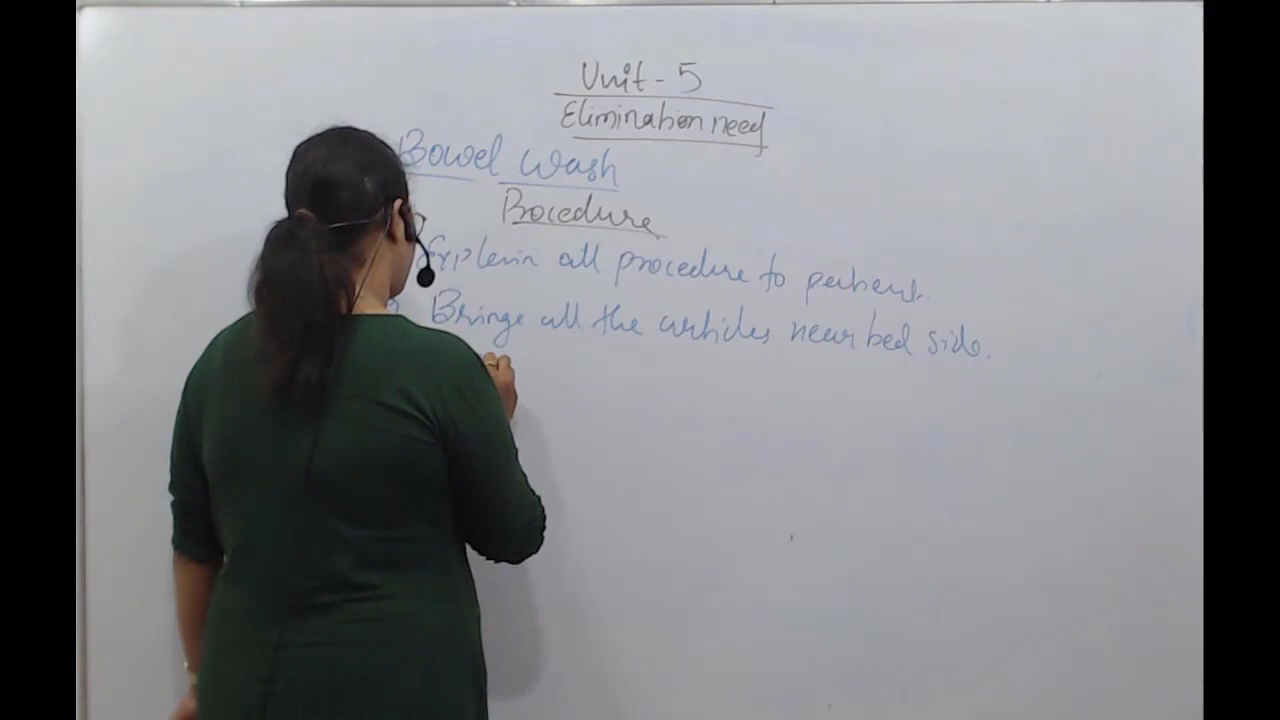 Unit - 5
Elimination need
Bowel wash
Procedure
Explain all procedure to patient.
Bringe all the articles near bed side.